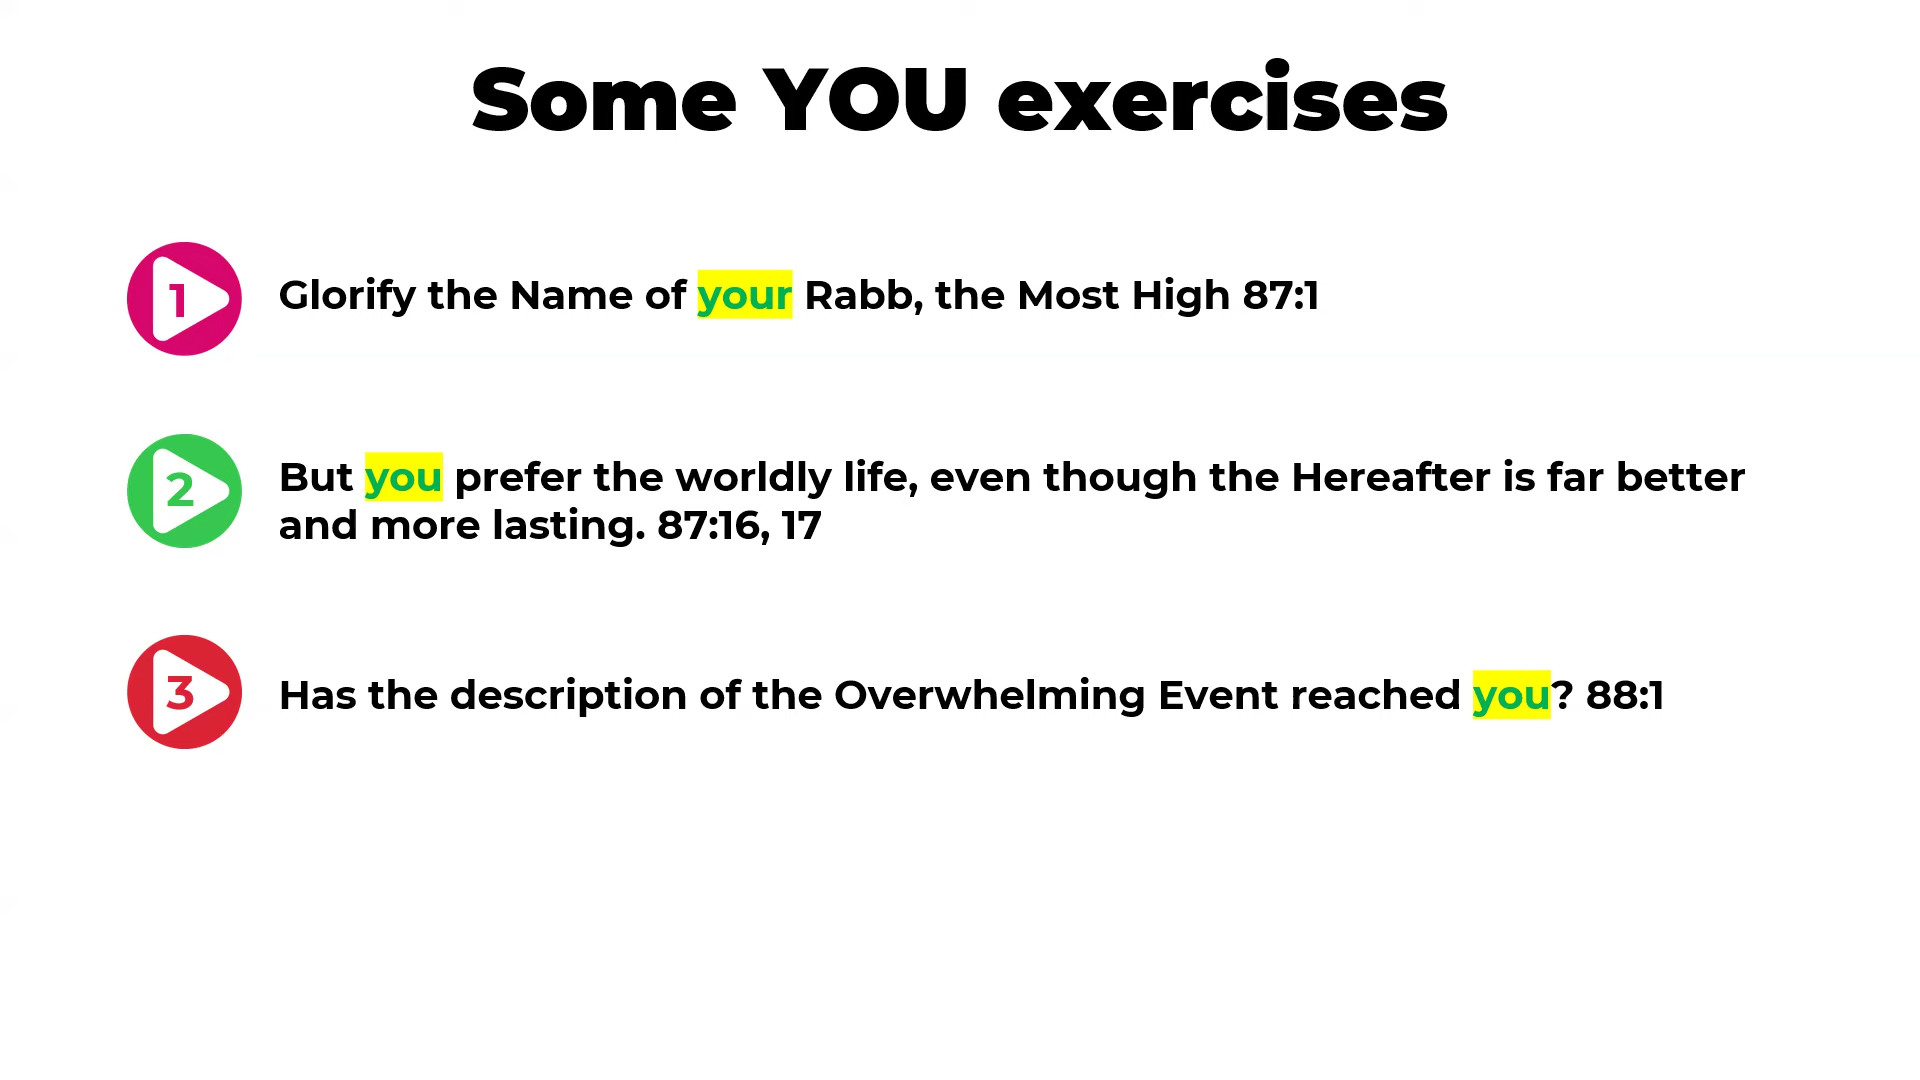 Some YOU exercises
1
Glorify the Name of your Rabb, the Most High 87:1
2
But you prefer the worldly life, even though the Hereafter is far better
and more lasting. 87:16, 17
3
Has the description of the Overwhelming Event reached you? 88:1